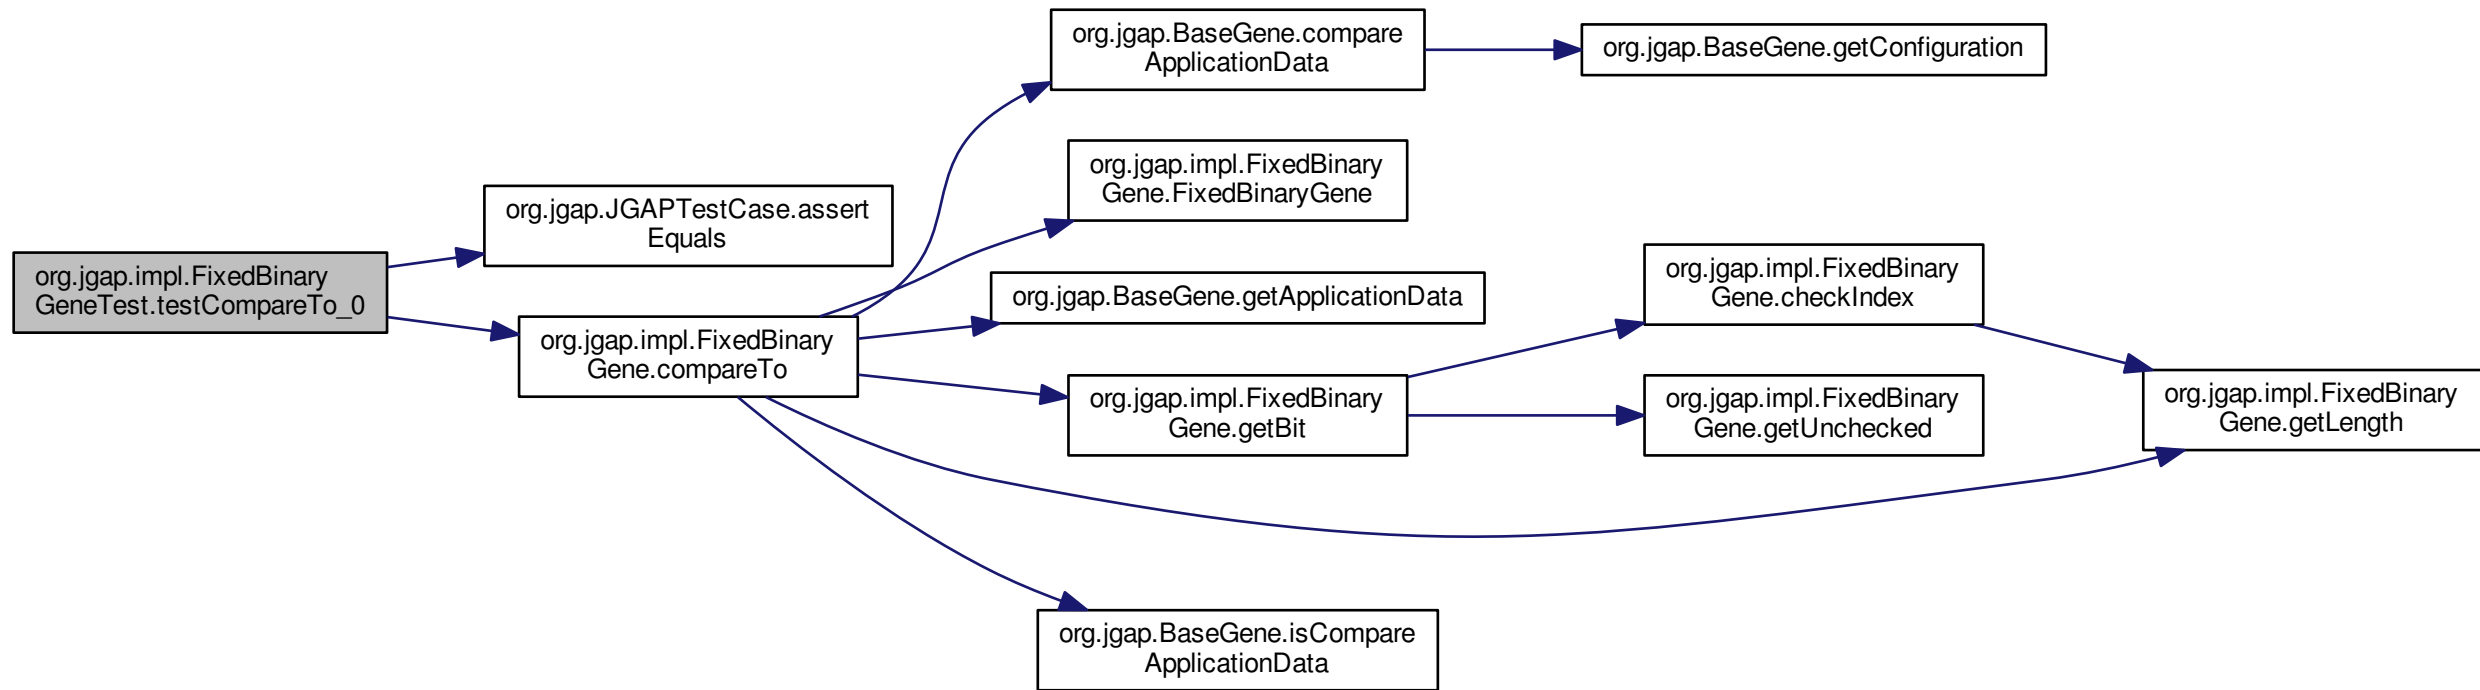 org.jgap.BaseGene.compare
ApplicationData
org.jgap.BaseGene.getConfiguration
org.jgap.impl.FixedBinary
Gene.FixedBinaryGene
org.jgap.JGAPTestCase.assert
Equals
org.jgap.impl.FixedBinary
GeneTest.testCompareTo_0
org.jgap.BaseGene.getApplicationData
org.jgap.impl.FixedBinary
Gene.checkIndex
org.jgap.impl.FixedBinary
Gene.compareTo
org.jgap.impl.FixedBinary
Gene.getBit
org.jgap.impl.FixedBinary
Gene.getUnchecked
org.jgap.impl.FixedBinary
Gene.getLength
org.jgap.BaseGene.isCompare
ApplicationData